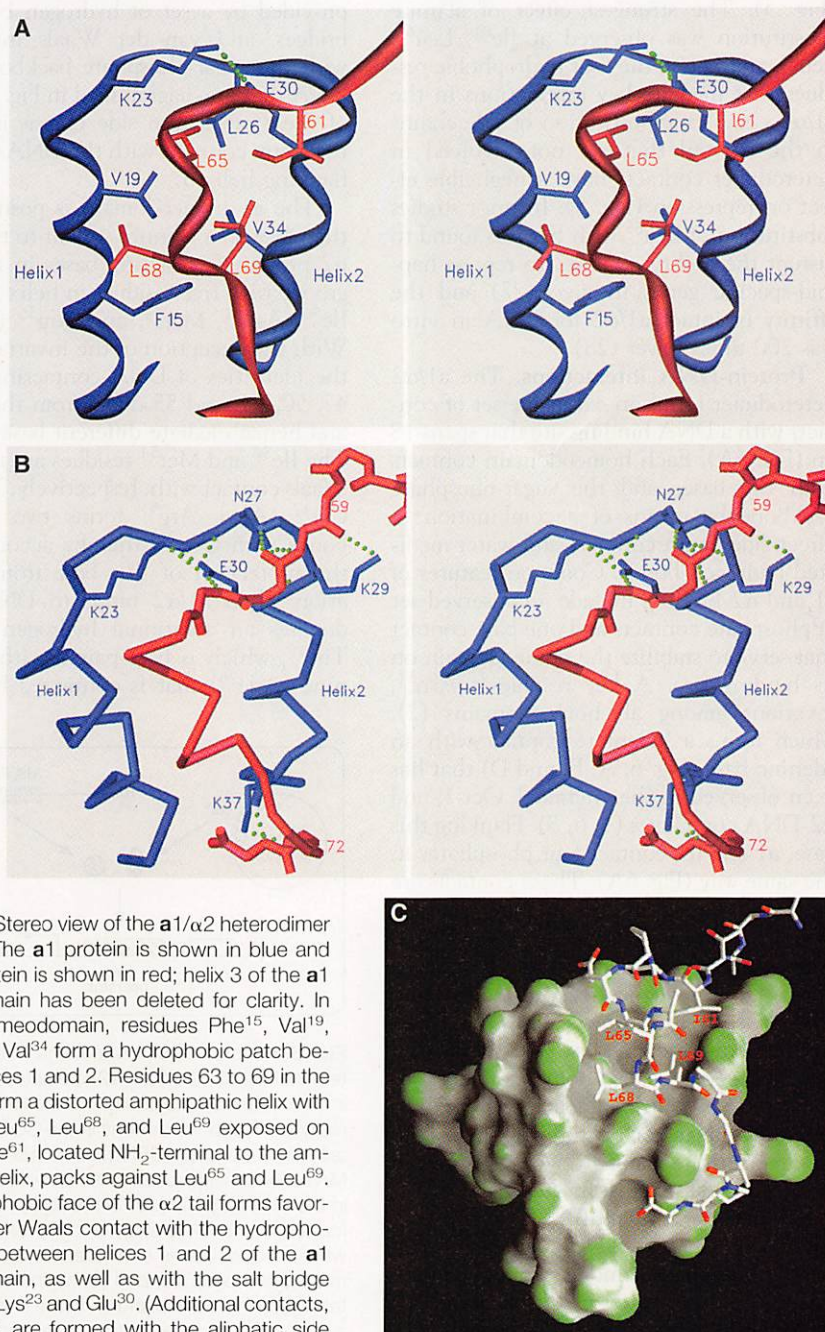 A
K23
E30
L26
I61
L65
V19
V34
Helix1
L68
L69
Helix2
F15
K23
E30
L26
I61
L65
V19
V34
Helix1
L68
L69
Helix2
F15
B
N27
59
E30
K29
K23
Helix1
Helix2
K37
72
N27
59
E30
K29
K23
Helix1
Helix2
K37
72
Stereo view of the a1/α2 heterodimer
The a1 protein is shown in blue and
tein is shown in red; helix 3 of the a1
main has been deleted for clarity. In
meodomain, residues Phe15, Val19,
Val34 form a hydrophobic patch be-
ces 1 and 2. Residues 63 to 69 in the
rm a distorted amphipathic helix with
eu65, Leu68, and Leu69 exposed on
e61, located NH2-terminal to the am-
helix, packs against Leu65 and Leu69.
phobic face of the α2 tail forms favor-
er Waals contact with the hydropho-
between helices 1 and 2 of the a1
main, as well as with the salt bridge
Lys23 and Glu30. (Additional contacts,
are formed with the aliphatic side
C
L65
L61
L69
L68